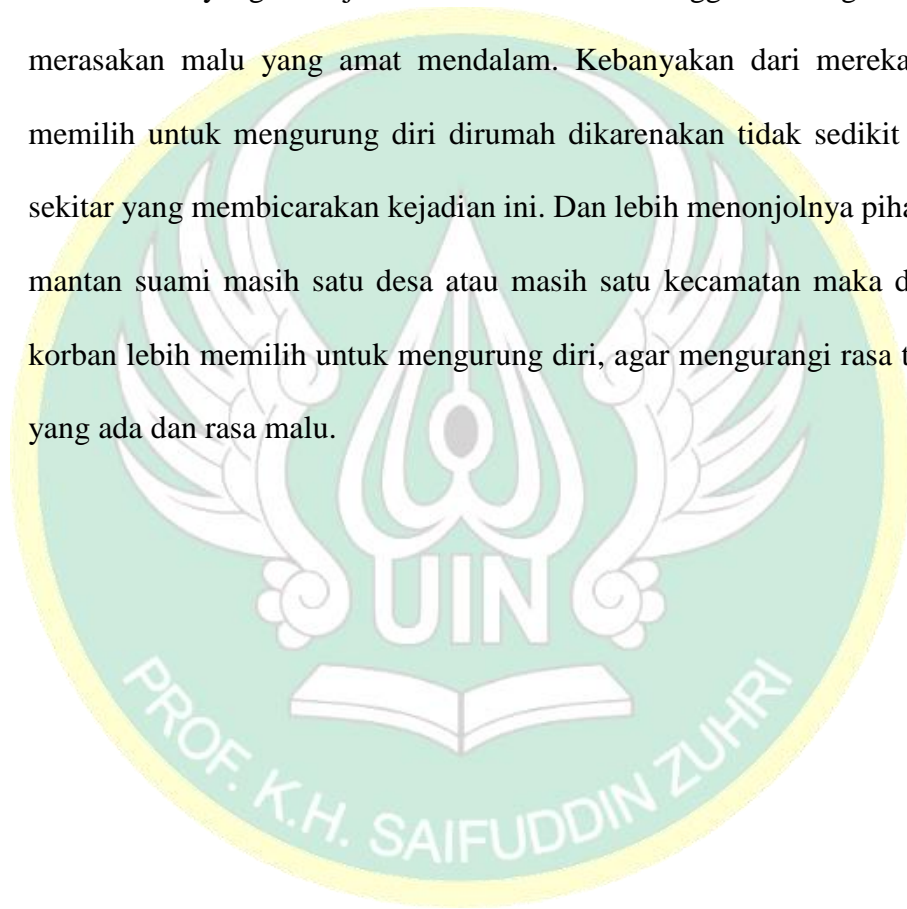 merasakan malu yang amat mendalam. Kebanyakan dari mereka
memilih untuk mengurung diri dirumah dikarenakan tidak sedikit
sekitar yang membicarakan kejadian ini. Dan lebih menonjolnya
mantan suami masih satu desa atau masih satu kecamatan maka
korban lebih memilih untuk mengurung diri, agar mengurangi rasa
yang ada dan rasa malu.
UIN
PROF. K.H. SAIFUDDIN ZUHRI